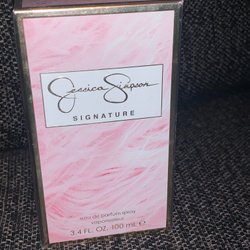 Jessica Simpson
SIGNATURE
eau de parfum spray
vaporisateur
3.4 FL. OZ. 100 ml ℮